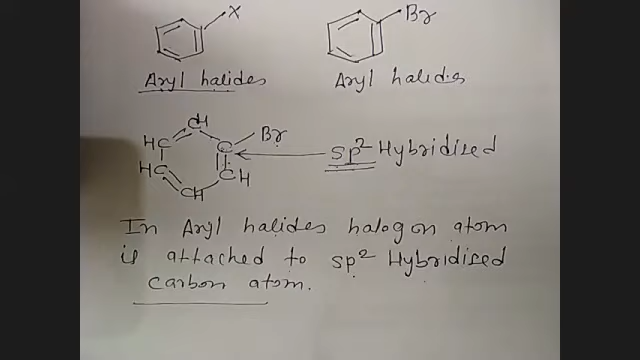 X
Br
Aryl halides
Aryl halides
CH
HC
C
Br
sp² Hybridised
HC
CH
CH
In Aryl halides halogon atom
is attached to sp² Hybridised
carbon atom.